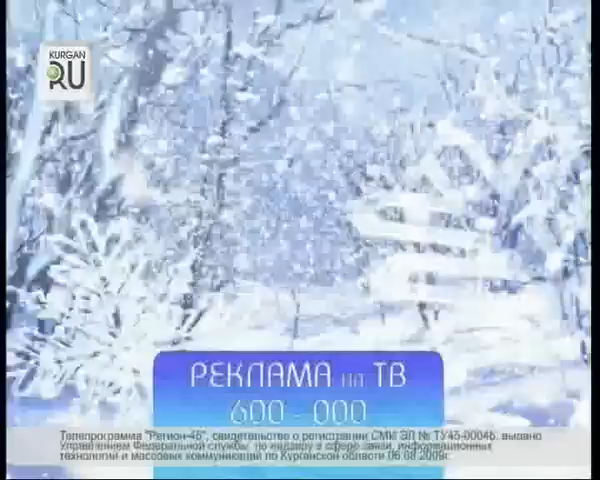 KURGAN
RU
РЕКЛАМА на ТВ
600 - 000
Телепрограмма "Регион-45", свидетельство о регистрации СМИ ЭЛ № ТУ45-00045. выдано
Управлением Федеральной службы по надзору в сфере связи, информационных
технологий и массовых коммуникаций по Курганской области 06.08.2009г.